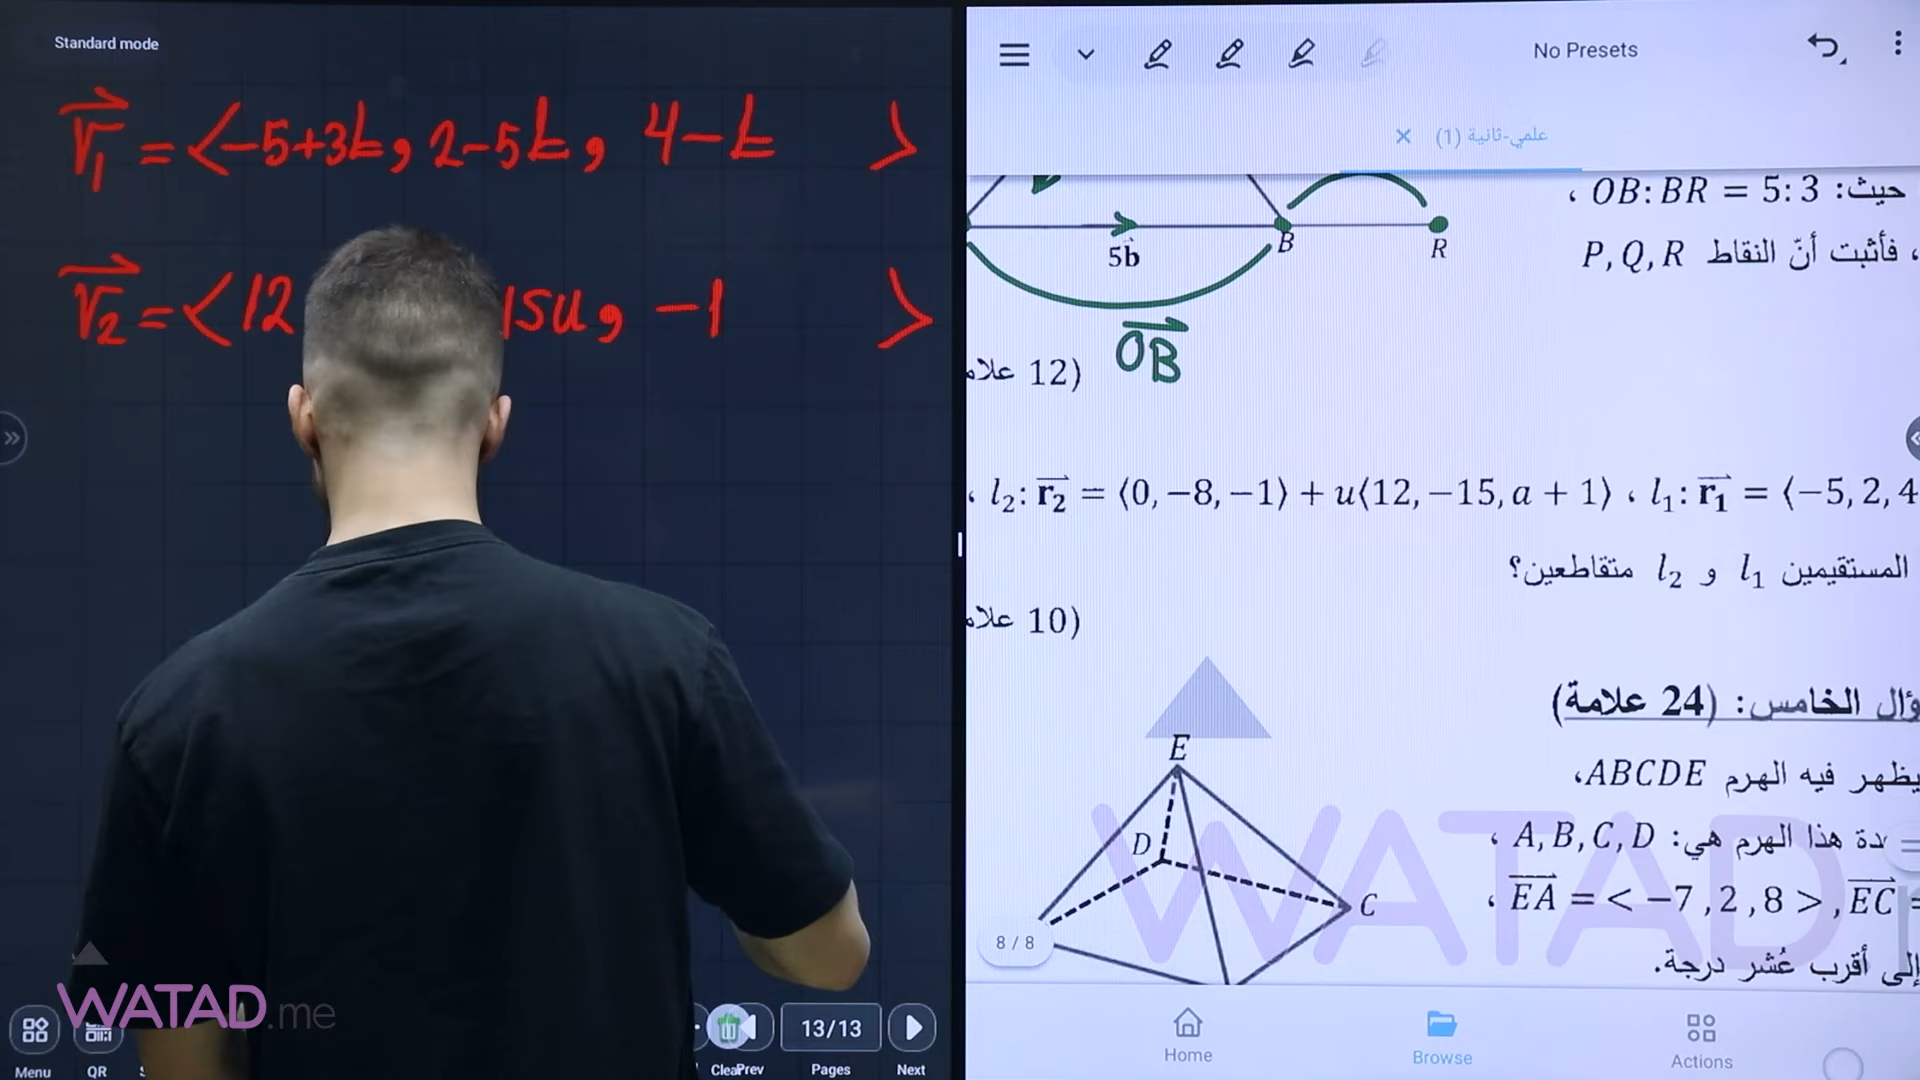 Standard mode
r₁ = <-5+3t, 2-5t, 4-t >
r₂ = <12 15u, -1 >
WATAD.me
Menu
QR
Clear
Prev
13/13
Pages
Next
No Presets
علمي-ثانية (1)
حيث: OB: BR = 5: 3 ،
، فأثبت أنّ النقاط P, Q, R
5b
B
R
OB
(12
l₁: r₁ = ⟨−5, 2, 4 ، l₂: r₂ = ⟨0, −8, −1⟩ + u⟨12, −15, a + 1⟩ ،
المستقيمين l₁ و l₂ متقاطعين؟
(10
الخامس: (24 علامة)
يظهر فيه الهرم ABCDE،
هذا الهرم هي: A, B, C, D ،
EA = < −7 , 2 , 8 > , EC = ،
إلى أقرب عُشر درجة.
E
D
C
8 / 8
WATAD
Home
Browse
Actions